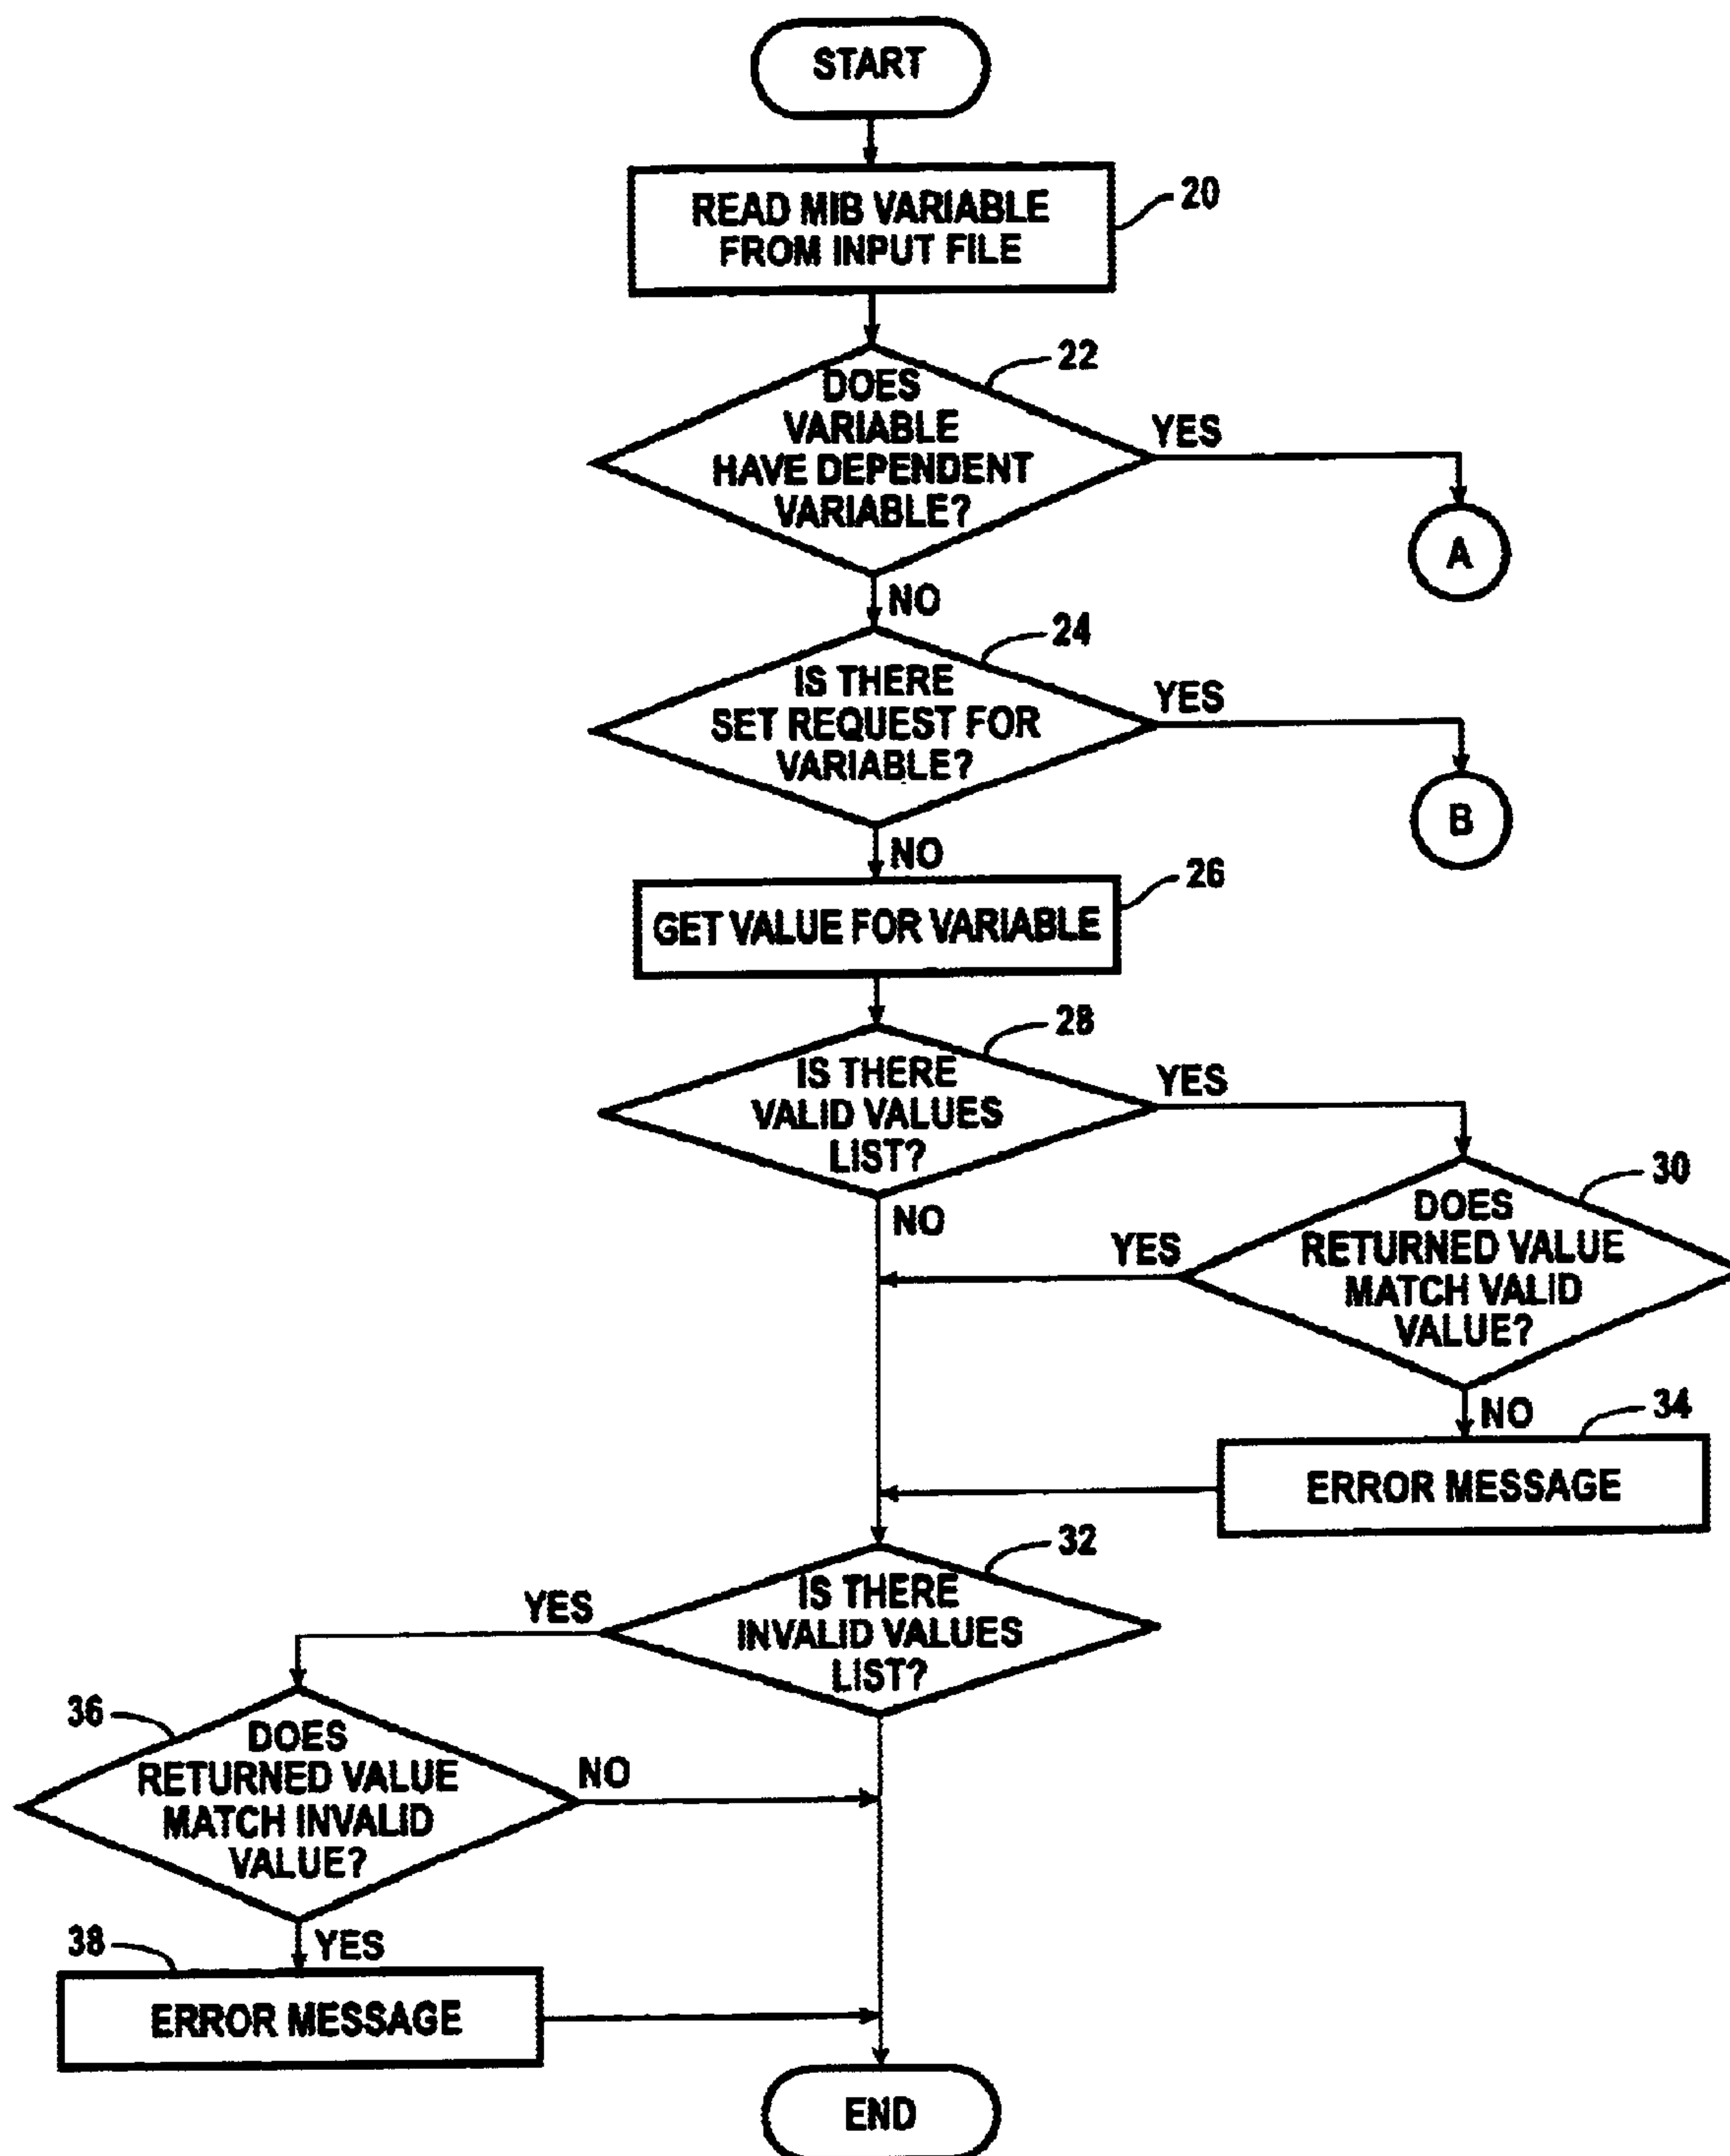 START
READ MIB VARIABLE
FROM INPUT FILE
20
DOES
VARIABLE
HAVE DEPENDENT
VARIABLE?
22
YES
A
NO
IS THERE
SET REQUEST FOR
VARIABLE?
24
YES
B
NO
GET VALUE FOR VARIABLE
26
IS THERE
VALID VALUES
LIST?
28
YES
NO
DOES
RETURNED VALUE
MATCH VALID
VALUE?
30
YES
NO
ERROR MESSAGE
34
IS THERE
INVALID VALUES
LIST?
32
YES
DOES
RETURNED VALUE
MATCH INVALID
VALUE?
36
NO
YES
ERROR MESSAGE
38
END